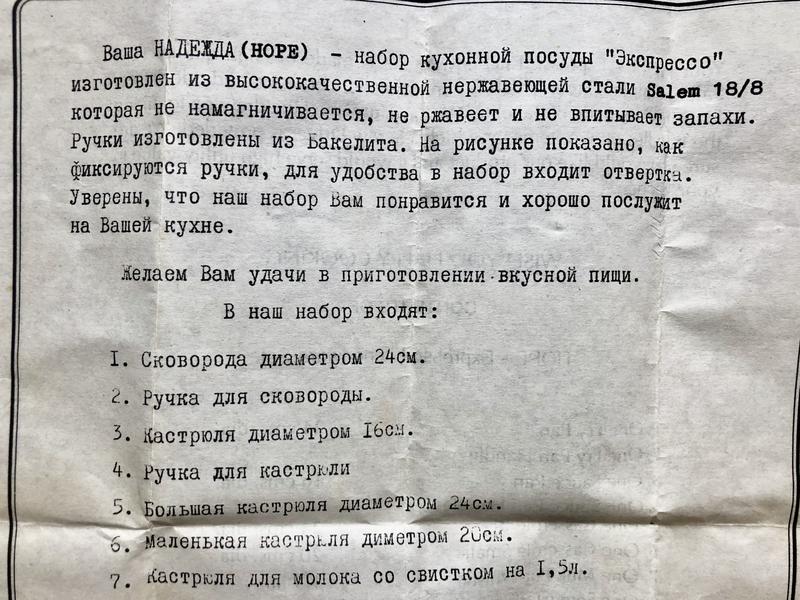 Ваша НАДЕЖДА (HOPE) - набор кухонной посуды "Экспрессо"
изготовлен из высококачественной нержавеющей стали Salem 18/8
которая не намагничивается, не ржавеет и не впитывает запахи.
Ручки изготовлены из Бакелита. На рисунке показано, как
фиксируются ручки, для удобства в набор входит отвертка.
Уверены, что наш набор Вам понравится и хорошо послужит
на Вашей кухне.
Желаем Вам удачи в приготовлении вкусной пищи.
В наш набор входят:
1. Сковорода диаметром 24см.
2. Ручка для сковороды.
3. Кастрюля диаметром 16см.
4. Ручка для кастрюли
5. Большая кастрюля диаметром 24см.
6. Маленькая кастрюля диметром 20см.
7. Кастрюля для молока со свистком на 1,5л.